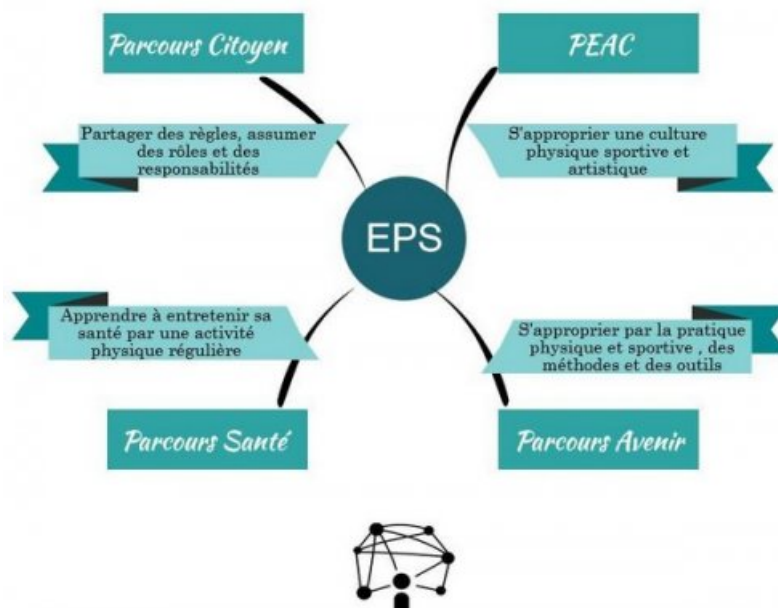 Parcours Citoyen
PEAC
Partager des règles, assumer
des rôles et des
responsabilités
S'approprier une culture
physique sportive et
artistique
EPS
Apprendre à entretenir sa
santé par une activité
physique régulière
S'approprier par la pratique
physique et sportive , des
méthodes et des outils
Parcours Santé
Parcours Avenir